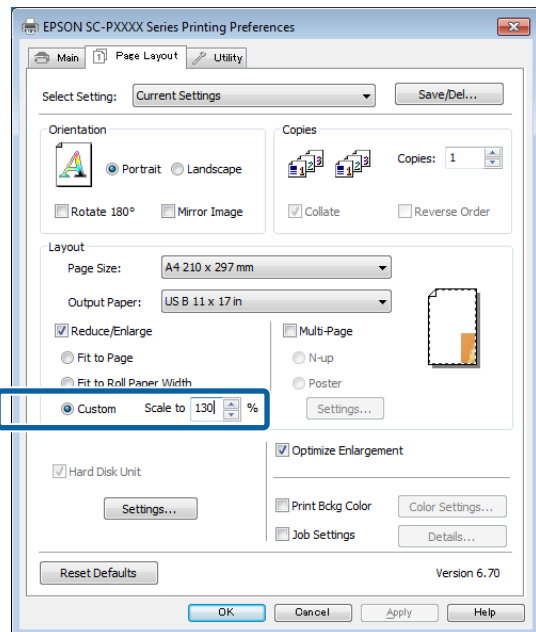 EPSON SC-PXXXX Series Printing Preferences
Main Page Layout Utility
Select Setting: Current Settings Save/Del...
Orientation Copies
Portrait Landscape Copies: 1
Rotate 180° Mirror Image Collate Reverse Order
Layout
Page Size: A4 210 x 297 mm
Output Paper: US B 11 x 17 in
Reduce/Enlarge Multi-Page
Fit to Page N-up
Fit to Roll Paper Width Poster
Custom Scale to 130 % Settings...
Optimize Enlargement
Hard Disk Unit
Settings... Print Bckg Color Color Settings...
Job Settings Details...
Reset Defaults Version 6.70
OK Cancel Apply Help